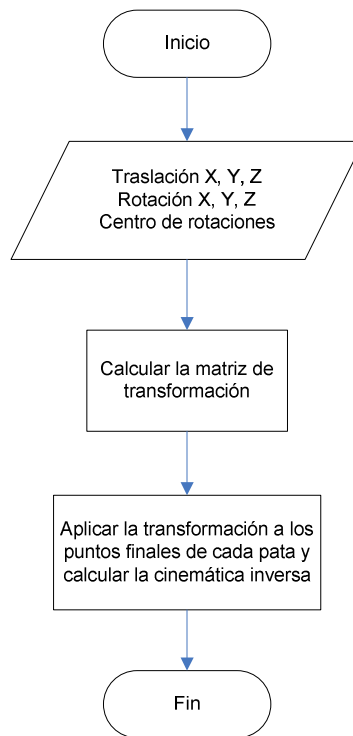 Inicio
Traslación X, Y, Z
Rotación X, Y, Z
Centro de rotaciones
Calcular la matriz de
transformación
Aplicar la transformación a los
puntos finales de cada pata y
calcular la cinemática inversa
Fin